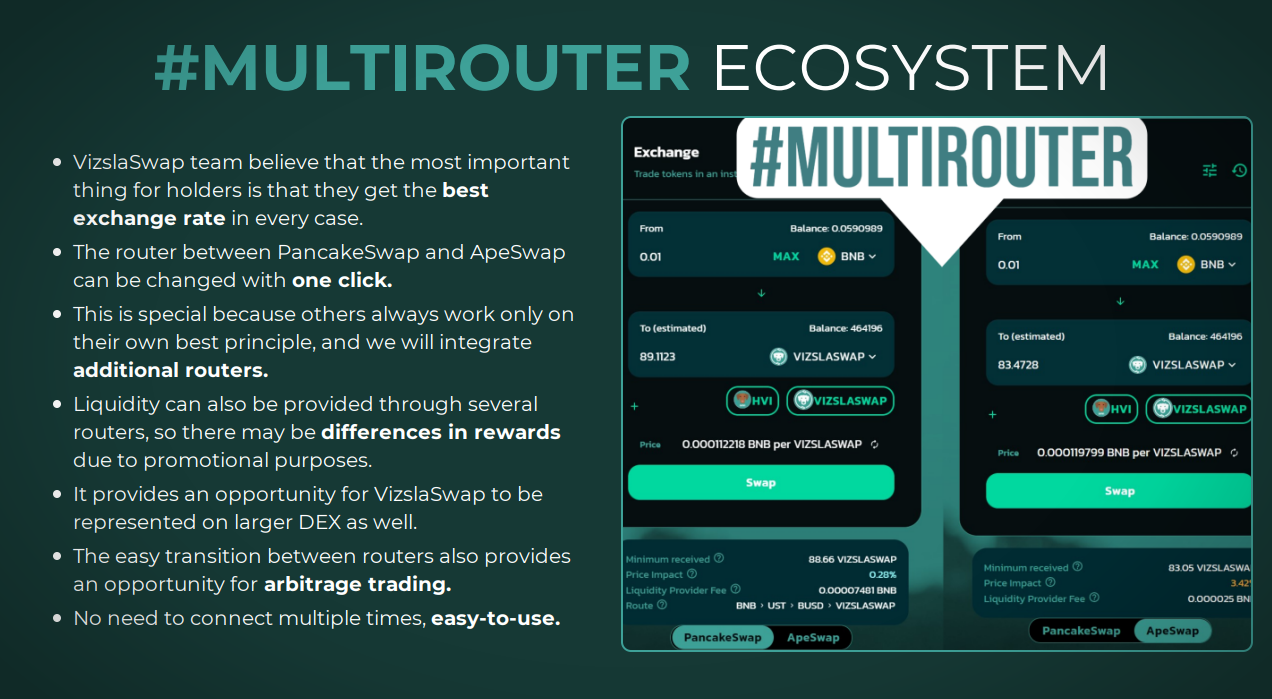 #MULTIROUTER ECOSYSTEM
VizslaSwap team believe that the most important
thing for holders is that they get the best
exchange rate in every case.
The router between PancakeSwap and ApeSwap
can be changed with one click.
This is special because others always work only on
their own best principle, and we will integrate
additional routers.
Liquidity can also be provided through several
routers, so there may be differences in rewards
due to promotional purposes.
It provides an opportunity for VizslaSwap to be
represented on larger DEX as well.
The easy transition between routers also provides
an opportunity for arbitrage trading.
No need to connect multiple times, easy-to-use.
#MULTIROUTER
Exchange
Trade tokens in an inst
From Balance: 0.0590989
0.01 MAX BNB
To (estimated) Balance: 464196
89.1123 VIZSLASWAP
+ HVI VIZSLASWAP
Price 0.000112218 BNB per VIZSLASWAP
Swap
Minimum received 88.66 VIZSLASWAP
Price Impact 0.28%
Liquidity Provider Fee 0.00007481 BNB
Route BNB > UST > BUSD > VIZSLASWAP
PancakeSwap ApeSwap
From Balance: 0.0590989
0.01 MAX BNB
To (estimated) Balance: 464196
83.4728 VIZSLASWAP
+ HVI VIZSLASWAP
Price 0.000119799 BNB per VIZSLASWAP
Swap
Minimum received 83.05 VIZSLASWA
Price Impact 3.42
Liquidity Provider Fee 0.000025 BN
PancakeSwap ApeSwap